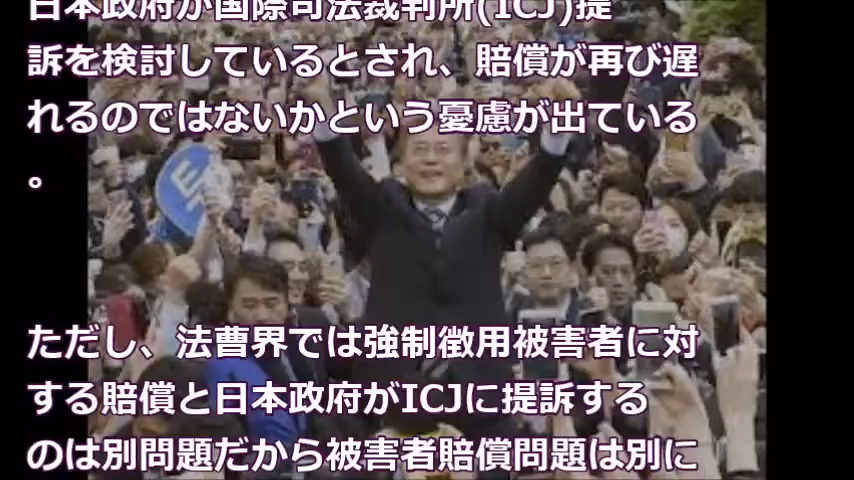 日本政府が国際司法裁判所(ICJ)提
訴を検討しているとされ、賠償が再び遅
れるのではないかという憂慮が出ている
。
ただし、法曹界では強制徴用被害者に対
する賠償と日本政府がICJに提訴する
のは別問題だから被害者賠償問題は別に